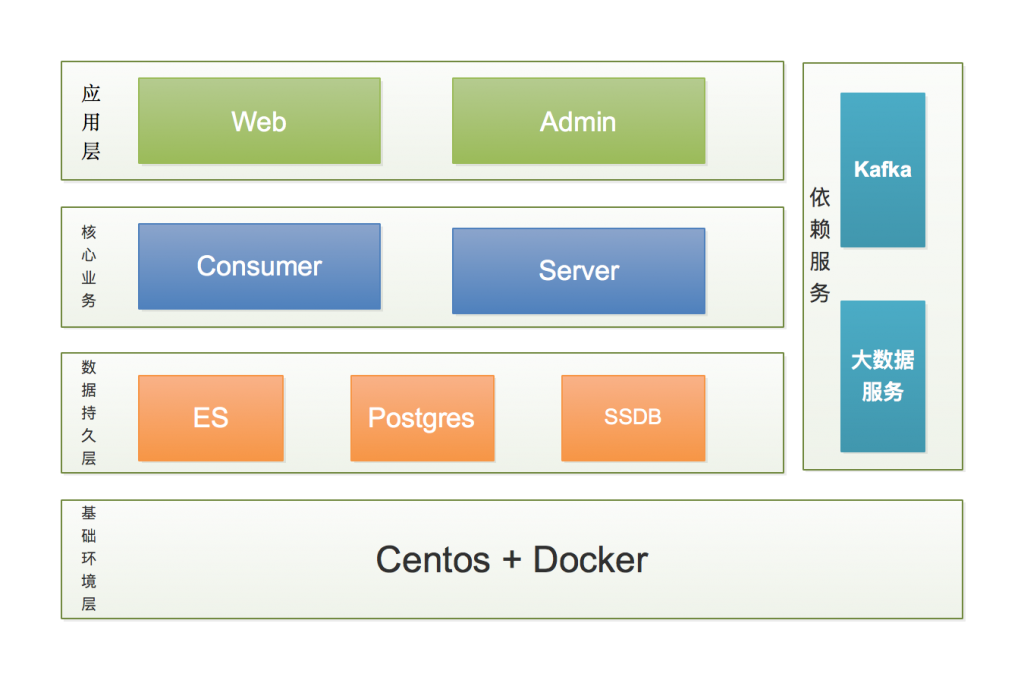 应用层
Web
Admin
核心业务
Consumer
Server
数据持久层
ES
Postgres
SSDB
基础环境层
Centos + Docker
依赖服务
Kafka
大数据
服务